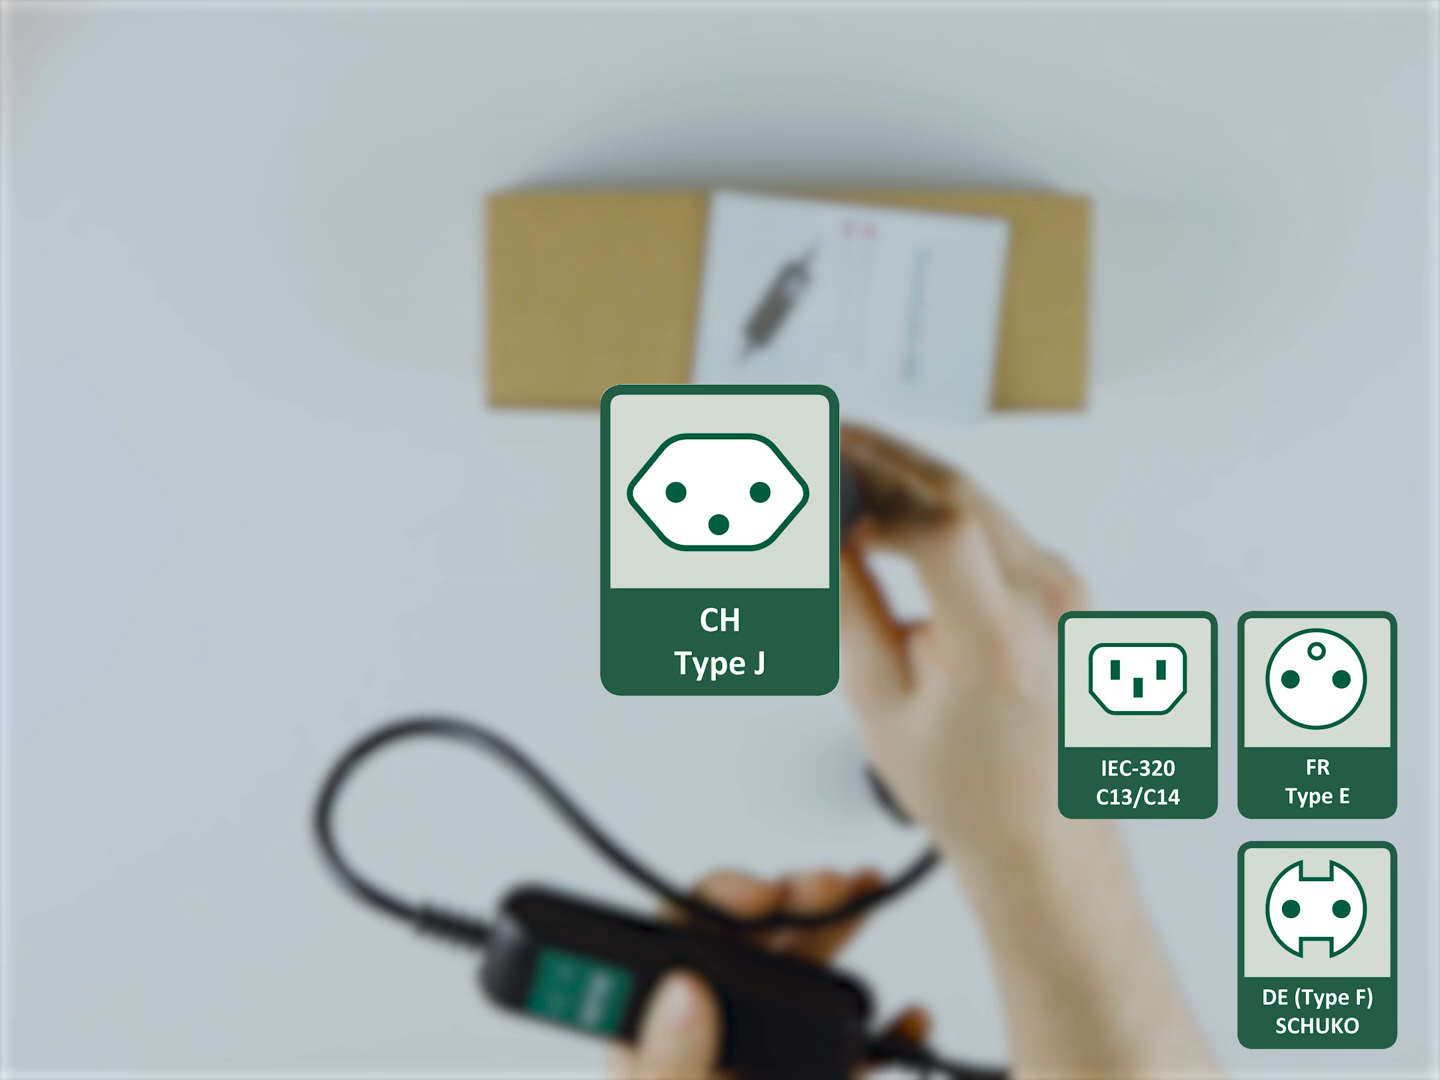 CH
Type J
IEC-320
C13/C14
FR
Type E
DE (Type F)
SCHUKO